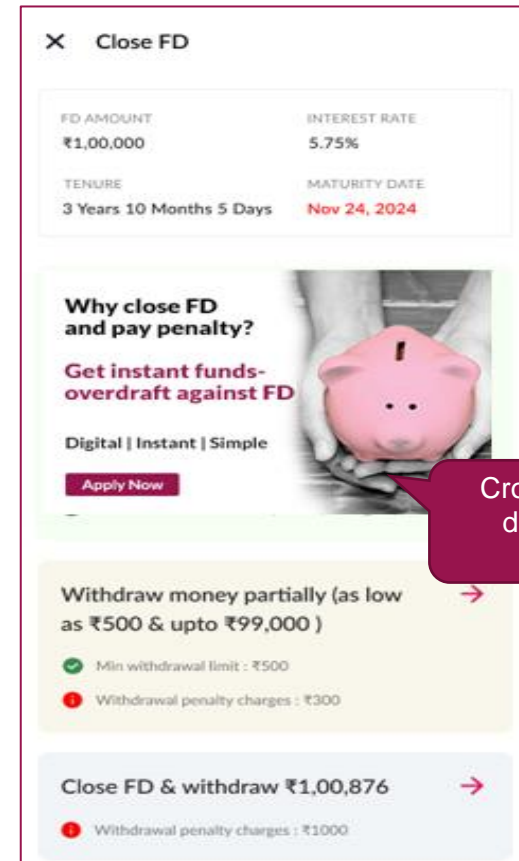 × Close FD
FD AMOUNT INTEREST RATE
₹1,00,000 5.75%
TENURE MATURITY DATE
3 Years 10 Months 5 Days Nov 24, 2024
Why close FD
and pay penalty?
Get instant funds-
overdraft against FD
Digital | Instant | Simple
Apply Now
Withdraw money partially (as low
as ₹500 & upto ₹99,000 )
Min withdrawal limit : ₹500
Withdrawal penalty charges : ₹300
Close FD & withdraw ₹1,00,876
Withdrawal penalty charges : ₹1000